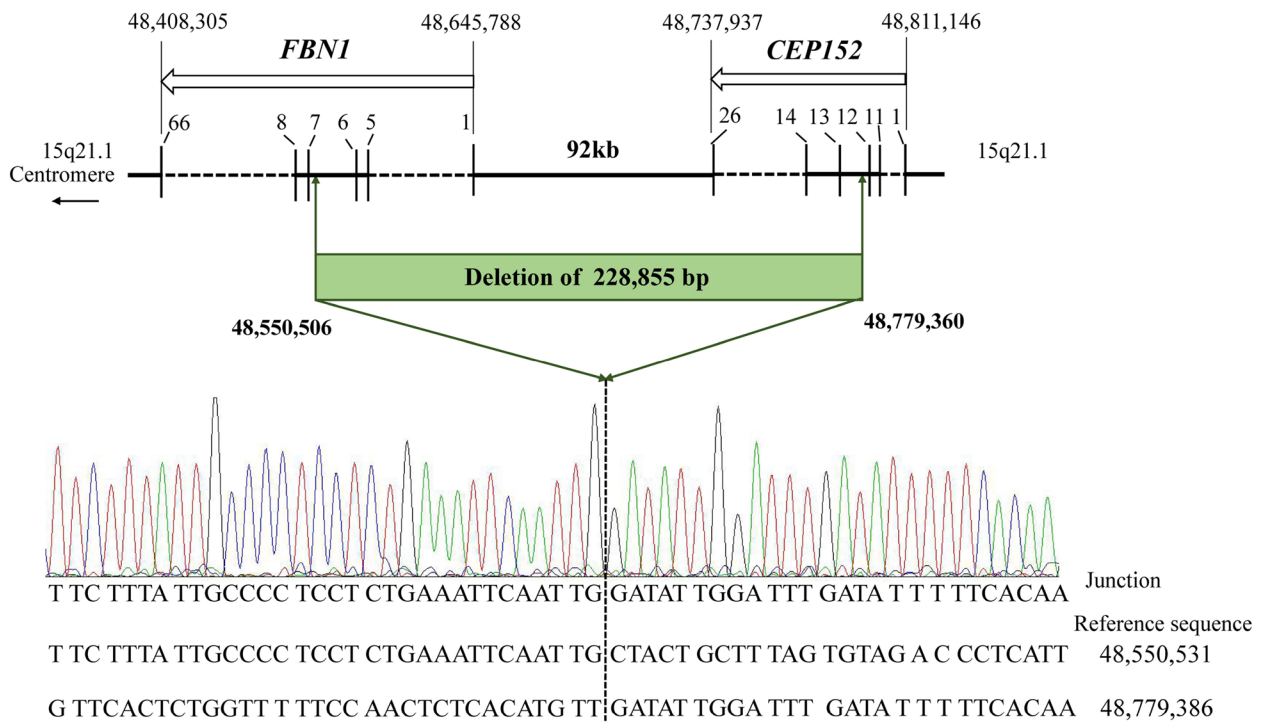 48,408,305 48,645,788 48,737,937 48,811,146
FBN1 CEP152
66 8 7 6 5 1 26 14 13 12 11 1
15q21.1 92kb 15q21.1
Centromere
Deletion of 228,855 bp
48,550,506 48,779,360
T TC TTTA TTGCCCC TCCT CTGAAATTCAAT TG GATAT TGGA TTT GATA T T T TTCACAA Junction
Reference sequence
T TC TTTA TTGCCCC TCCT CTGAAATTCAAT TG CTACT GCTT TAG TGTAG A C CCTCATT 48,550,531
G TTCACTCTGGTT T TTCC AACTCTCACATG TT GATAT TGGATTT GATA T T T TTCACAA 48,779,386